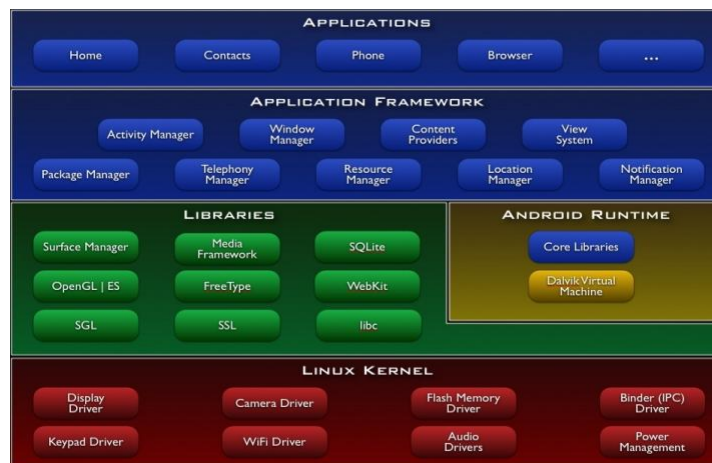 APPLICATIONS
Home
Contacts
Phone
Browser
...
APPLICATION FRAMEWORK
Activity Manager
Window
Manager
Content
Providers
View
System
Package Manager
Telephony
Manager
Resource
Manager
Location
Manager
Notification
Manager
LIBRARIES
Surface Manager
Media
Framework
SQLite
OpenGL | ES
FreeType
WebKit
SGL
SSL
libc
ANDROID RUNTIME
Core Libraries
Dalvik Virtual
Machine
LINUX KERNEL
Display
Driver
Camera Driver
Flash Memory
Driver
Binder (IPC)
Driver
Keypad Driver
WiFi Driver
Audio
Drivers
Power
Management